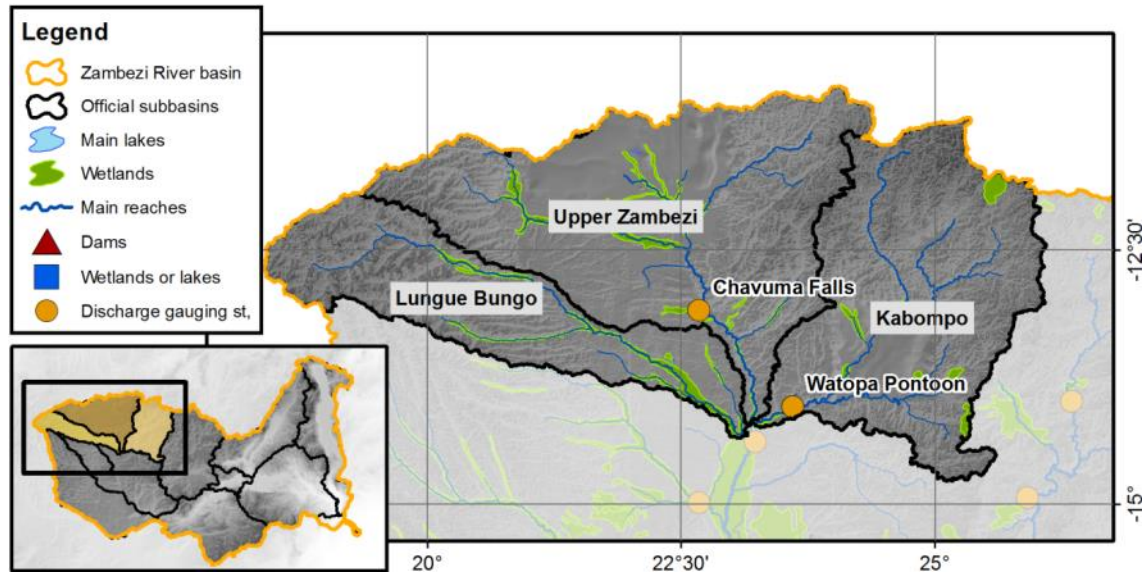 Legend
Zambezi River basin
Official subbasins
Main lakes
Wetlands
Main reaches
Dams
Wetlands or lakes
Discharge gauging st,
Upper Zambezi
Lungue Bungo
Chavuma Falls
Kabompo
Watopa Pontoon
-12°30'
-15°
20°
22°30'
25°